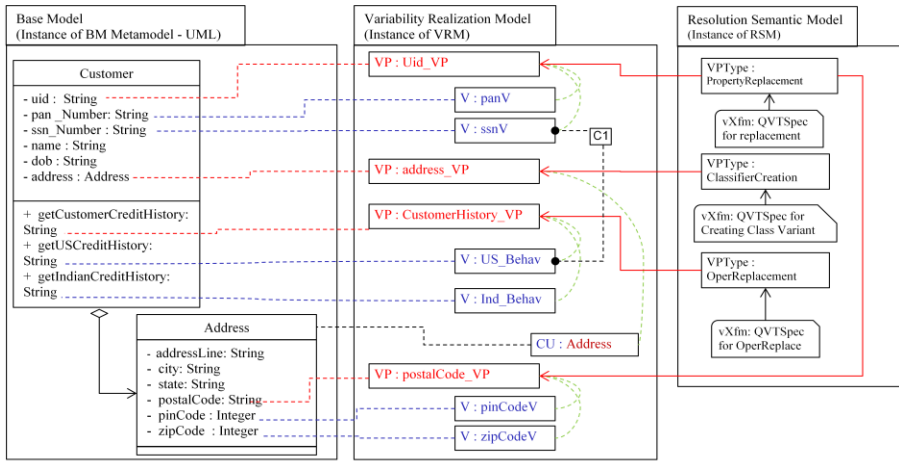 Base Model
(Instance of BM Metamodel - UML)
Customer
- uid : String
- pan _Number: String
- ssn_Number : String
- name : String
- dob : String
- address : Address
+ getCustomerCreditHistory:
String
+ getUSCreditHistory:
String
+ getIndianCreditHistory:
String
Address
- addressLine: String
- city: String
- state: String
- postalCode: String
- pinCode : Integer
- zipCode : Integer
Variability Realization Model
(Instance of VRM)
VP : Uid_VP
V : panV
V : ssnV
C1
VP : address_VP
VP : CustomerHistory_VP
V : US_Behav
V : Ind_Behav
CU : Address
VP : postalCode_VP
V : pinCodeV
V : zipCodeV
Resolution Semantic Model
(Instance of RSM)
VPType :
PropertyReplacement
vXfm: QVTSpec
for replacement
VPType :
ClassifierCreation
vXfm: QVTSpec for
Creating Class Variant
VPType :
OperReplacement
vXfm: QVTSpec
for OperReplace